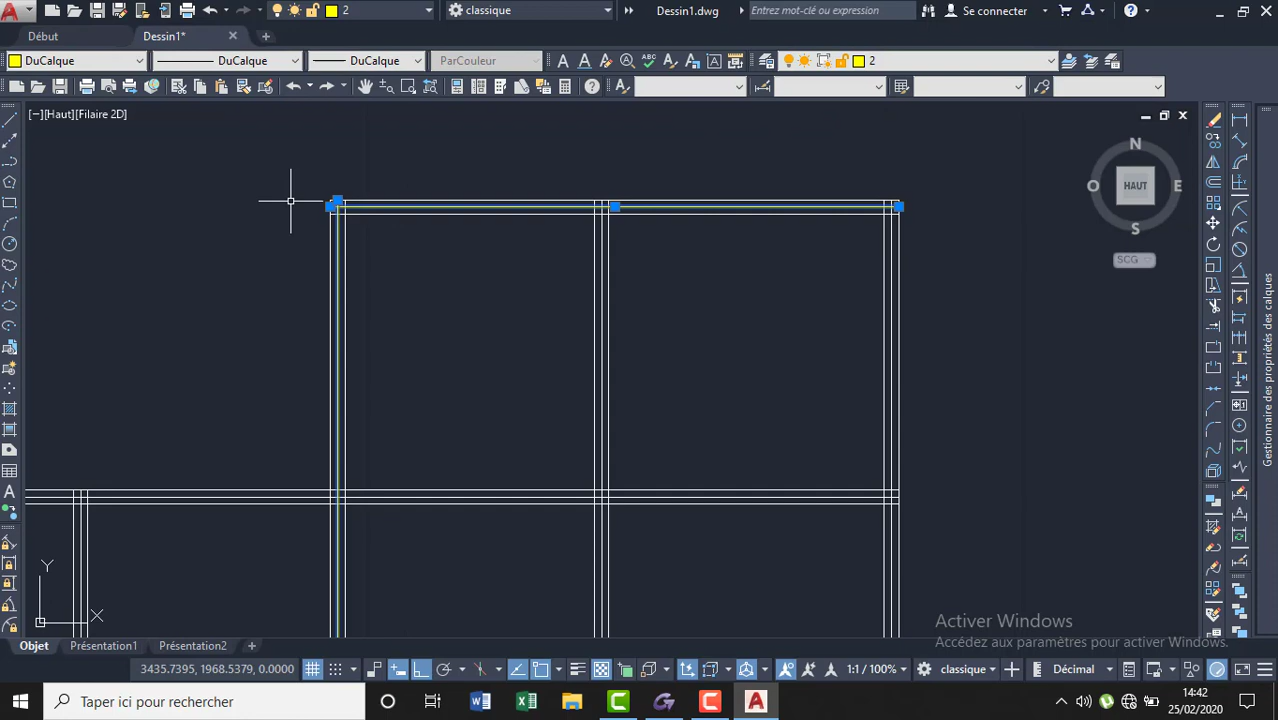 2
classique
Dessin1.dwg
Entrez mot-clé ou expression
Se connecter
Début
Dessin1*
DuCalque
DuCalque
DuCalque
ParCouleur
2
[−][Haut][Filaire 2D]
N
O
HAUT
E
S
SCG
Gestionnaire des propriétés des calques
Y
X
Activer Windows
Accédez aux paramètres pour activer Windows.
Objet
Présentation1
Présentation2
3435.7395, 1968.5379, 0.0000
1:1 / 100%
classique
Décimal
Taper ici pour rechercher
14:42
25/02/2020